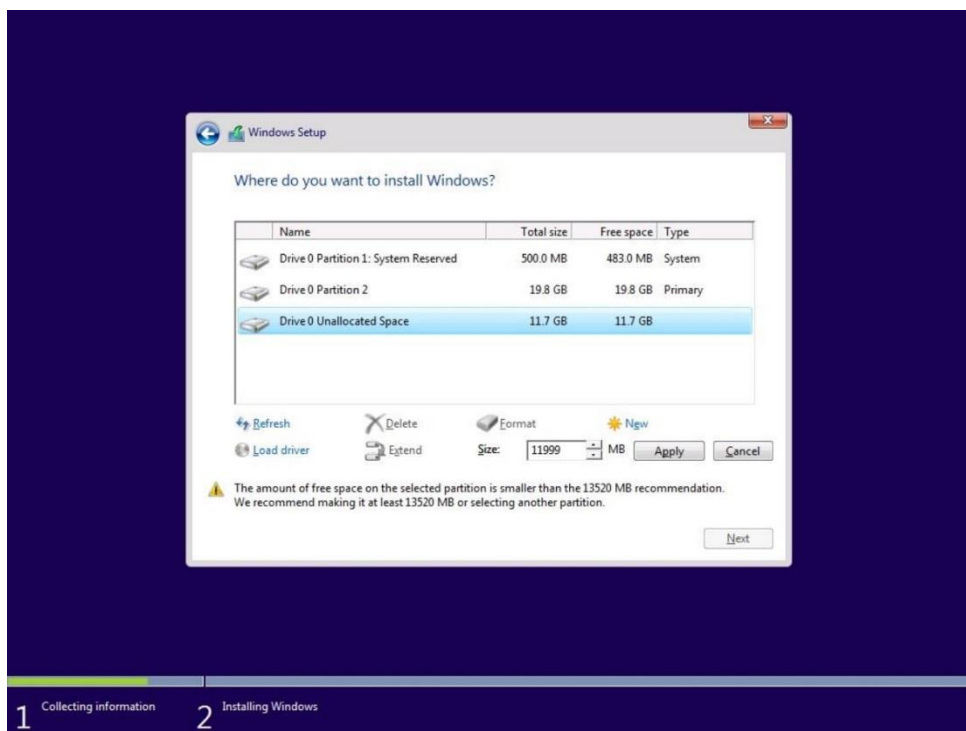 Windows Setup
Where do you want to install Windows?
Name Total size Free space Type
Drive 0 Partition 1: System Reserved 500.0 MB 483.0 MB System
Drive 0 Partition 2 19.8 GB 19.8 GB Primary
Drive 0 Unallocated Space 11.7 GB 11.7 GB
Refresh Delete Format New
Load driver Extend Size: 11999 MB Apply Cancel
The amount of free space on the selected partition is smaller than the 13520 MB recommendation.
We recommend making it at least 13520 MB or selecting another partition.
Next
1 Collecting information 2 Installing Windows